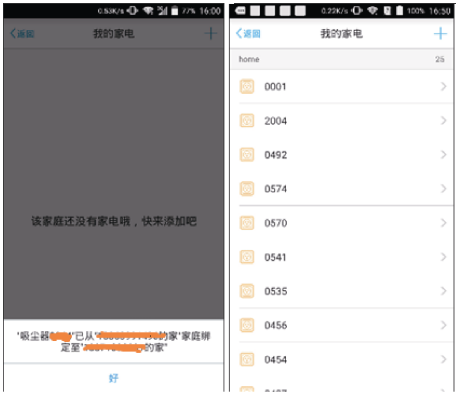 0.53K/s 77% 16:00
返回 我的家电
该家庭还没有家电哦，快来添加吧
"吸尘器 "已从" 的家"家庭绑
定至" 的家"
好
0.22K/s 100% 16:50
返回 我的家电
home 25
0001
2004
0492
0574
0570
0541
0535
0456
0454